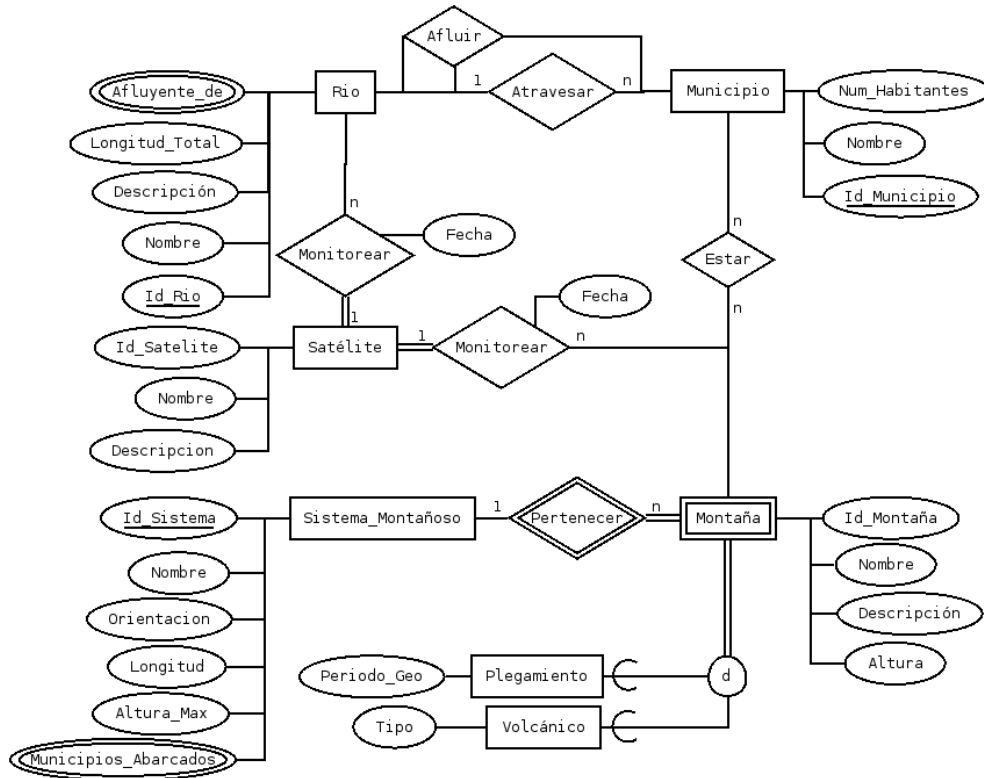 Afluir
Afluyente_de
Rio
1
Atravesar
n
Municipio
Num_Habitantes
Longitud_Total
Nombre
Descripción
Id_Municipio
n
n
Nombre
Monitorear
Fecha
Estar
Id_Rio
Fecha
n
1
Id_Satelite
Satélite
1
Monitorear
n
Nombre
Descripcion
Id_Sistema
Sistema_Montañoso
1
Pertenecer
n
Montaña
Id_Montaña
Nombre
Nombre
Orientacion
Descripción
Longitud
Altura
Periodo_Geo
Plegamiento
d
Altura_Max
Tipo
Volcánico
Municipios_Abarcados